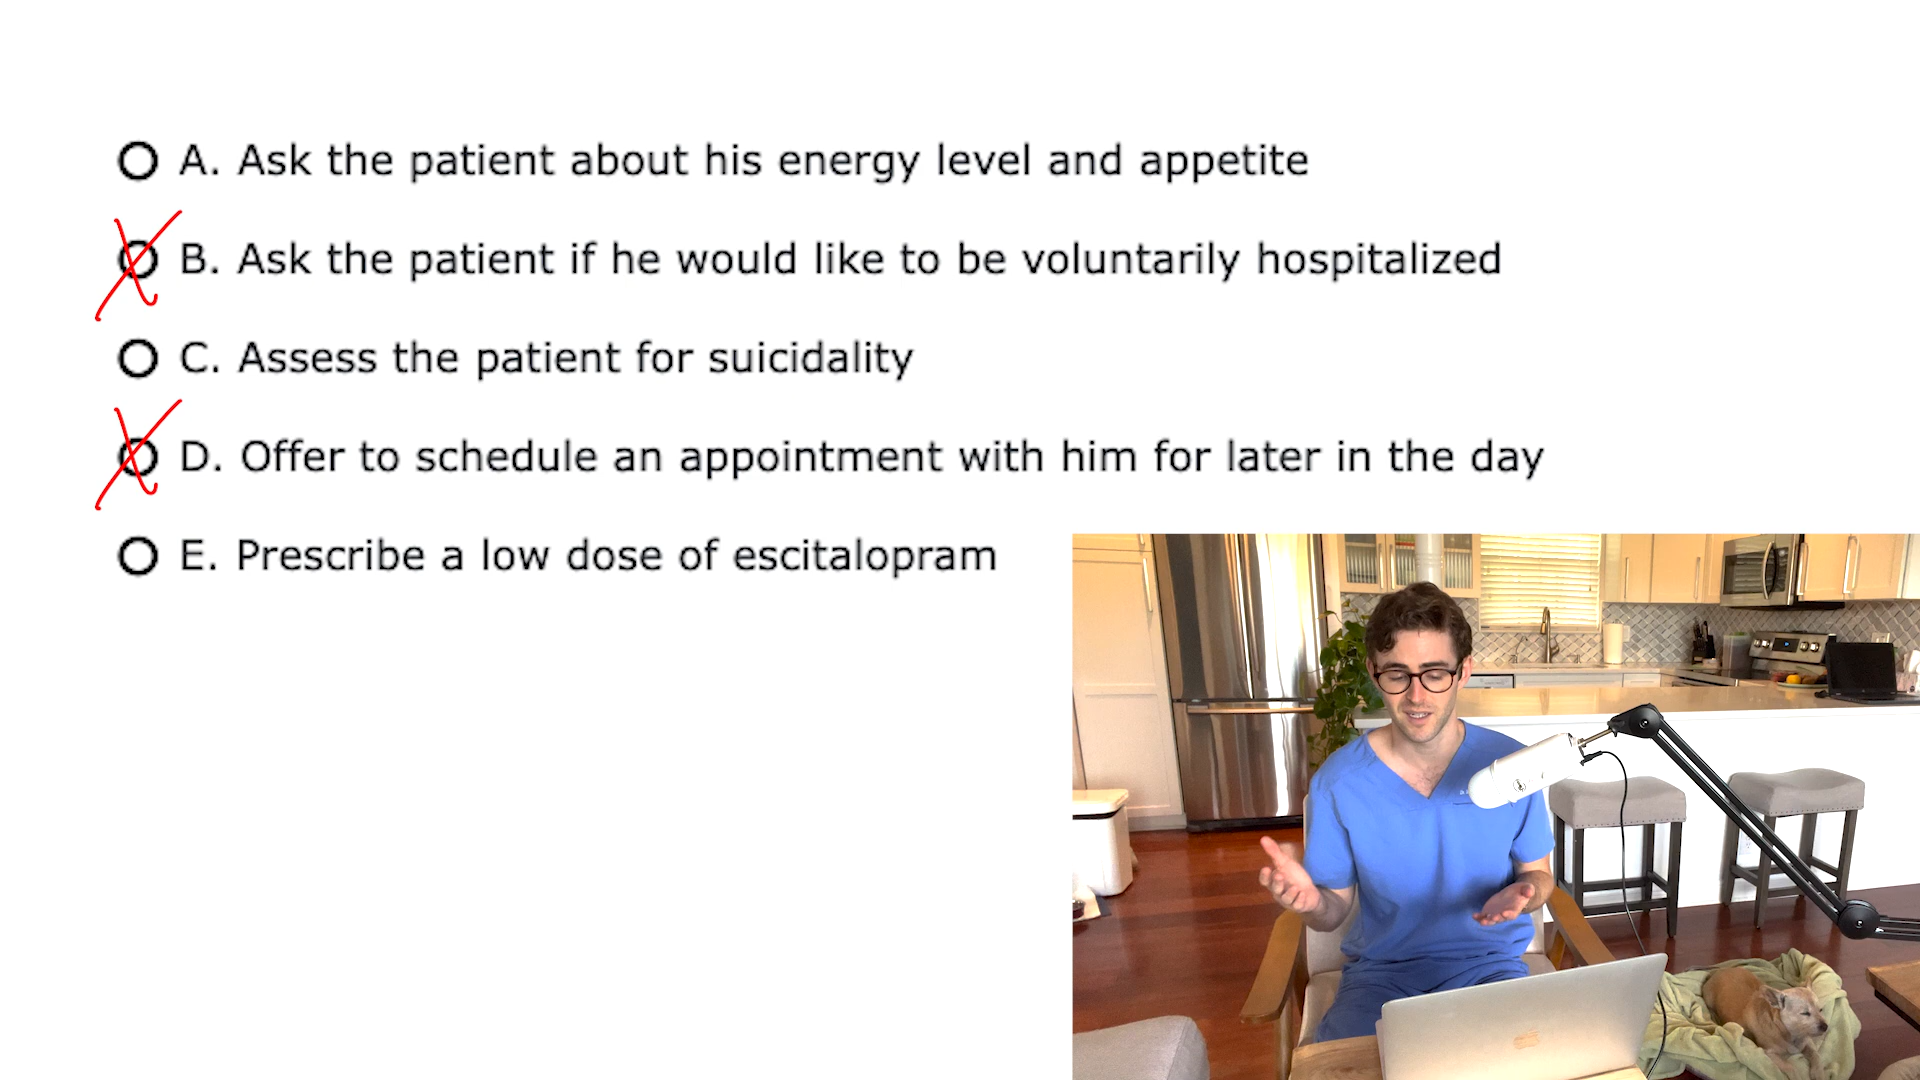 A. Ask the patient about his energy level and appetite
B. Ask the patient if he would like to be voluntarily hospitalized
C. Assess the patient for suicidality
D. Offer to schedule an appointment with him for later in the day
E. Prescribe a low dose of escitalopram